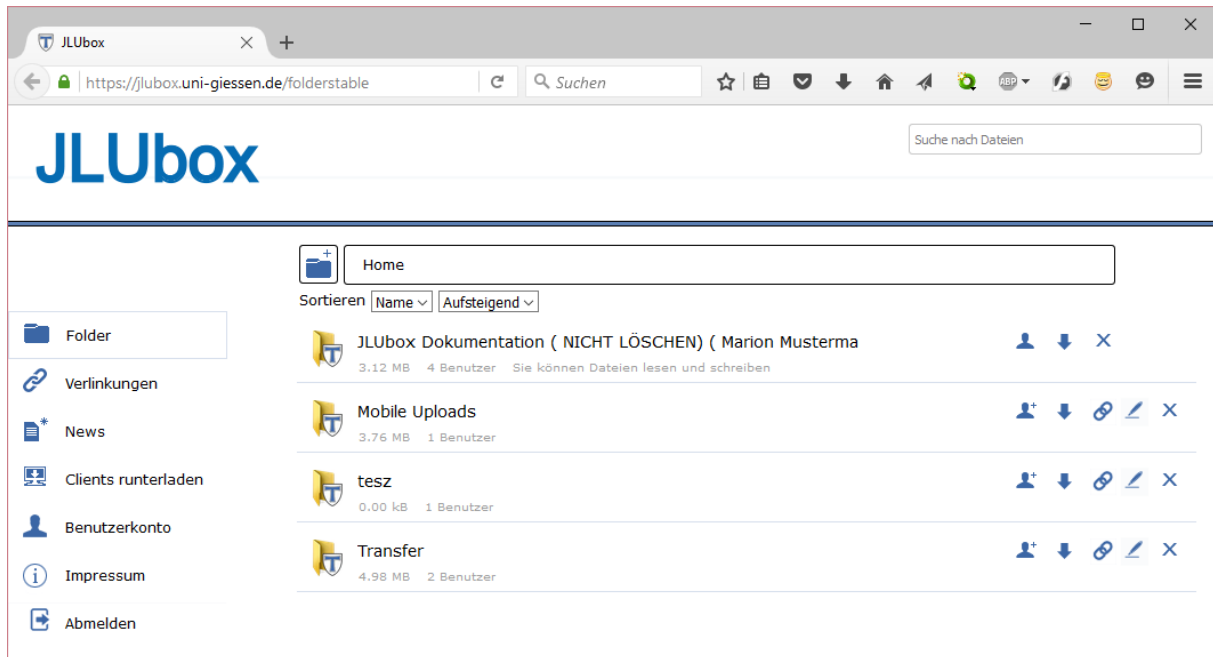 JLUbox
https://jlubox.uni-giessen.de/folderstable
Suchen
ABP
JLUbox
Suche nach Dateien
Home
Sortieren Name Aufsteigend
Folder
Verlinkungen
News
Clients runterladen
Benutzerkonto
Impressum
Abmelden
JLUbox Dokumentation ( NICHT LÖSCHEN) ( Marion Musterma
3.12 MB 4 Benutzer Sie können Dateien lesen und schreiben
Mobile Uploads
3.76 MB 1 Benutzer
tesz
0.00 kB 1 Benutzer
Transfer
4.98 MB 2 Benutzer